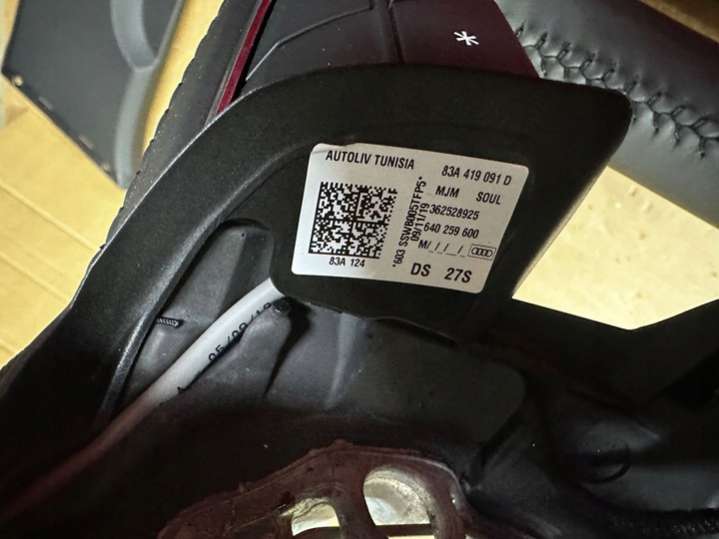 *
AUTOLIV TUNISIA 83A 419 091 D
MJM SOUL
362528925
640 259 600
M/_/_/_/
*603 SSWB005TFP5*
09/11/19
83A 124
DS 27S